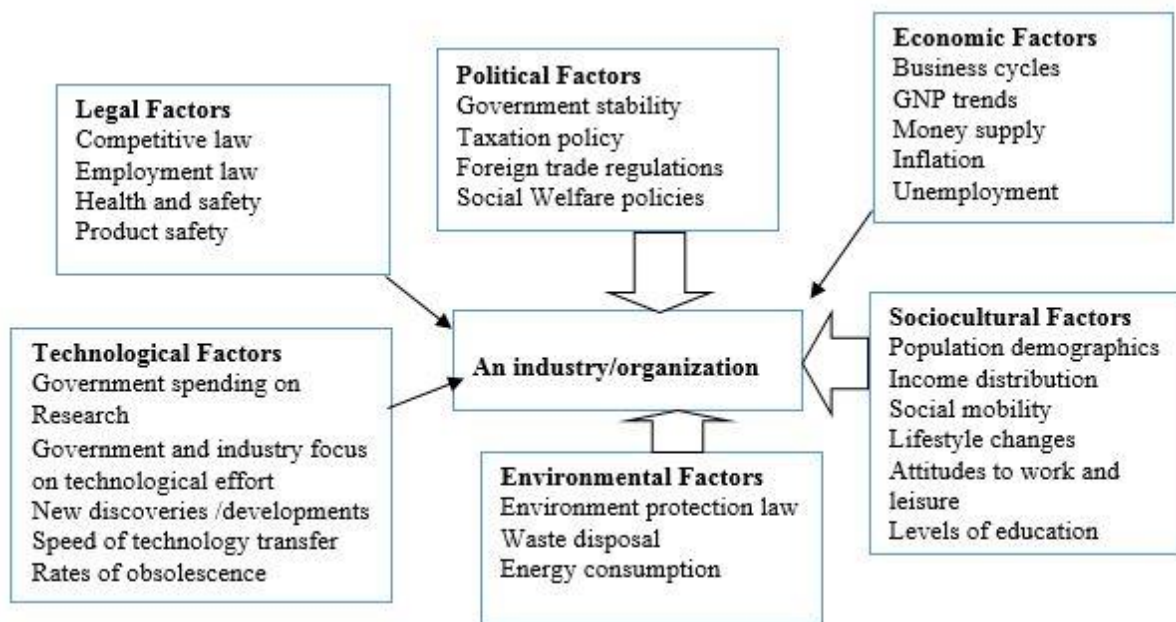 Legal Factors
Competitive law
Employment law
Health and safety
Product safety
Political Factors
Government stability
Taxation policy
Foreign trade regulations
Social Welfare policies
Economic Factors
Business cycles
GNP trends
Money supply
Inflation
Unemployment
Technological Factors
Government spending on
Research
Government and industry focus
on technological effort
New discoveries /developments
Speed of technology transfer
Rates of obsolescence
An industry/organization
Sociocultural Factors
Population demographics
Income distribution
Social mobility
Lifestyle changes
Attitudes to work and
leisure
Levels of education
Environmental Factors
Environment protection law
Waste disposal
Energy consumption